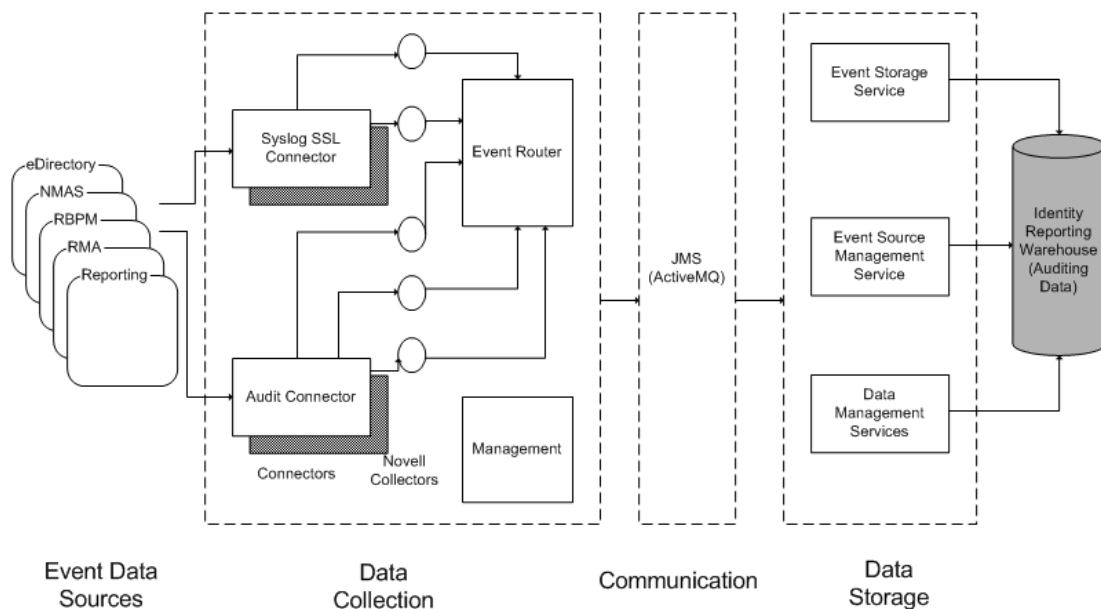 eDirectory
NMAS
RBPM
RMA
Reporting
Syslog SSL
Connector
Event Router
Audit Connector
Connectors
Novell
Collectors
Management
JMS
(ActiveMQ)
Event Storage
Service
Event Source
Management
Service
Data
Management
Services
Identity
Reporting
Warehouse
(Auditing
Data)
Event Data
Sources
Data
Collection
Communication
Data
Storage